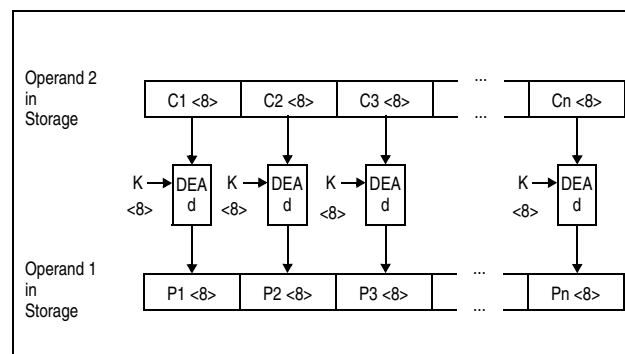 Operand 2
in
Storage
C1 <8>
C2 <8>
C3 <8>
...
...
Cn <8>
K
<8>
DEA
d
K
<8>
DEA
d
K
<8>
DEA
d
K
<8>
DEA
d
Operand 1
in
Storage
P1 <8>
P2 <8>
P3 <8>
...
...
Pn <8>